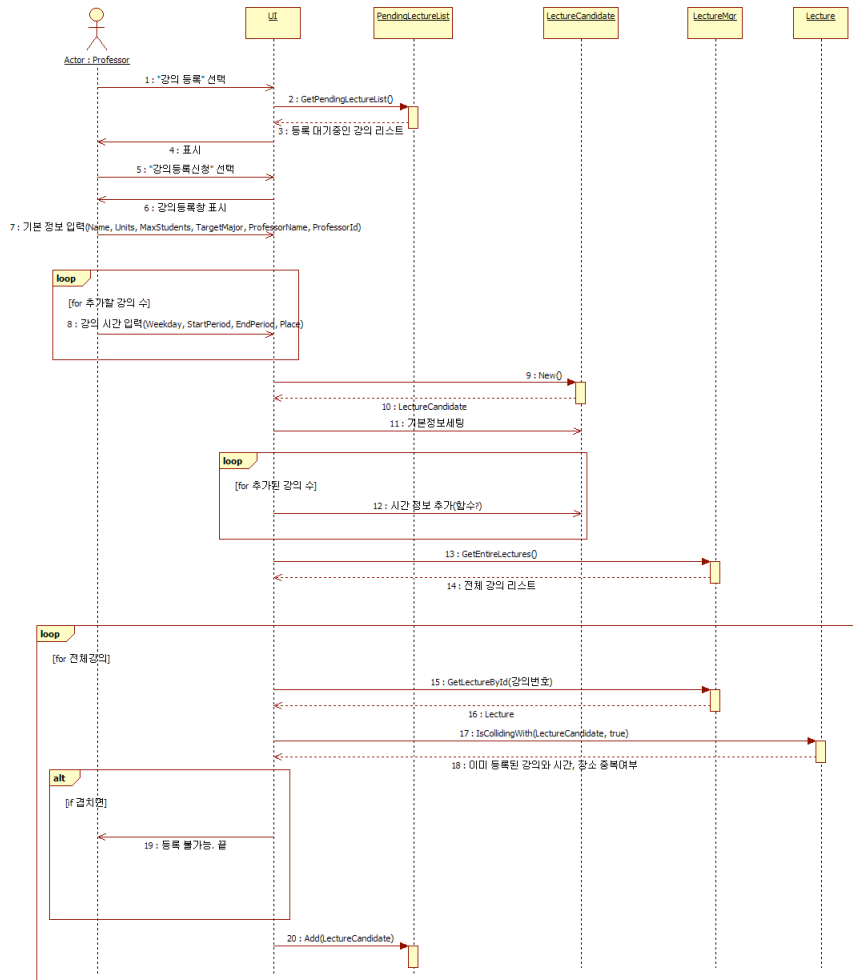 UI
PendingLectureList
LectureCandidate
LectureMgr
Lecture
Actor : Professor
1 : "강의 등록" 선택
2 : GetPendingLectureList()
3 : 등록 대기중인 강의 리스트
4 : 표시
5 : "강의등록신청" 선택
6 : 강의등록창 표시
7 : 기본 정보 입력(Name, Units, MaxStudents, TargetMajor, ProfessorName, ProfessorId)
loop
[for 추가할 강의 수]
8 : 강의 시간 입력(Weekday, StartPeriod, EndPeriod, Place)
9 : New()
10 : LectureCandidate
11 : 기본정보세팅
loop
[for 추가된 강의 수]
12 : 시간 정보 추가(함수?)
13 : GetEntireLectures()
14 : 전체 강의 리스트
loop
[for 전체강의]
15 : GetLectureById(강의번호)
16 : Lecture
17 : IsCollidingWith(LectureCandidate, true)
18 : 이미 등록된 강의와 시간, 장소 중복여부
alt
[if 겹치면]
19 : 등록 불가능. 끝
20 : Add(LectureCandidate)